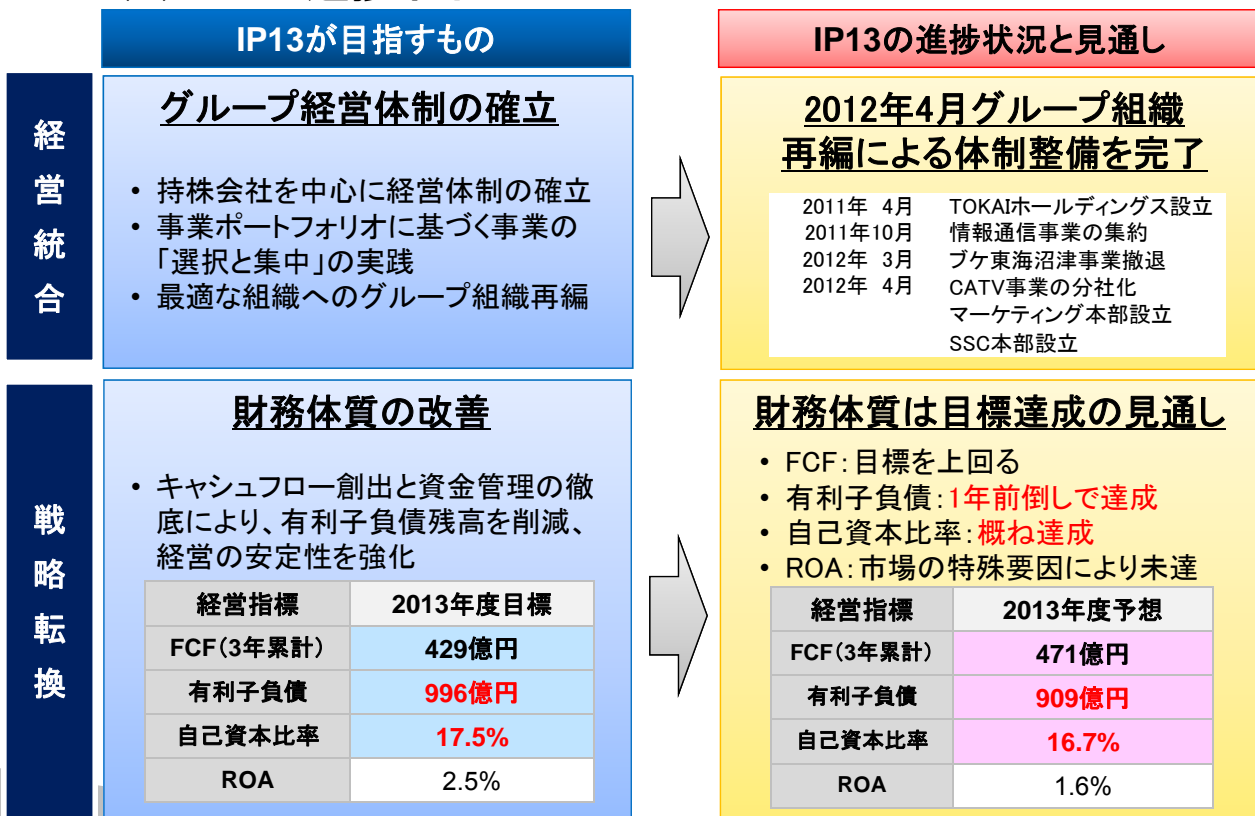 IP13が目指すもの
IP13の進捗状況と見通し
経営統合
グループ経営体制の確立
• 持株会社を中心に経営体制の確立
• 事業ポートフォリオに基づく事業の
「選択と集中」の実践
• 最適な組織へのグループ組織再編
2012年4月グループ組織
再編による体制整備を完了
2011年 4月 TOKAIホールディングス設立
2011年10月 情報通信事業の集約
2012年 3月 ブケ東海沼津事業撤退
2012年 4月 CATV事業の分社化
マーケティング本部設立
SSC本部設立
戦略転換
財務体質の改善
• キャシュフロー創出と資金管理の徹
底により、有利子負債残高を削減、
経営の安定性を強化
経営指標 2013年度目標
FCF(3年累計) 429億円
有利子負債 996億円
自己資本比率 17.5%
ROA 2.5%
財務体質は目標達成の見通し
• FCF:目標を上回る
• 有利子負債:1年前倒しで達成
• 自己資本比率:概ね達成
• ROA:市場の特殊要因により未達
経営指標 2013年度予想
FCF(3年累計) 471億円
有利子負債 909億円
自己資本比率 16.7%
ROA 1.6%